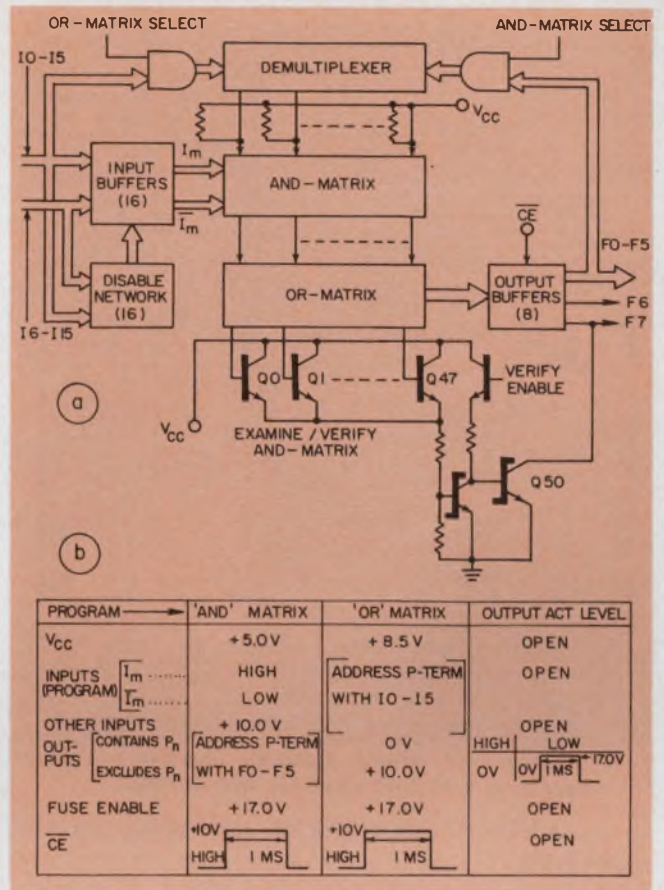 OR-MATRIX SELECT
AND-MATRIX SELECT
I0-I5
DEMULTIPLEXER
VCC
Im
INPUT
BUFFERS
(16)
AND-MATRIX
Im
CE
F0-F5
DISABLE
NETWORK
(16)
OR-MATRIX
OUTPUT
BUFFERS
(8)
F6
F7
I6-I15
a
Q0
Q1
Q47
VERIFY
ENABLE
VCC
EXAMINE / VERIFY
AND-MATRIX
Q50
b
PROGRAM 'AND' MATRIX 'OR' MATRIX OUTPUT ACT LEVEL
VCC +5.0V +8.5V OPEN
INPUTS (PROGRAM) Im ...... HIGH ADDRESS P-TERM OPEN
Im ...... LOW WITH I0-I5
OTHER INPUTS +10.0V OPEN
OUT-PUTS CONTAINS Pn ADDRESS P-TERM 0V HIGH LOW +17.0V
EXCLUDES Pn WITH F0-F5 +10.0V 0V 0V 1 MS
FUSE ENABLE +17.0V +17.0V OPEN
CE +10V HIGH 1 MS +10V HIGH 1 MS OPEN